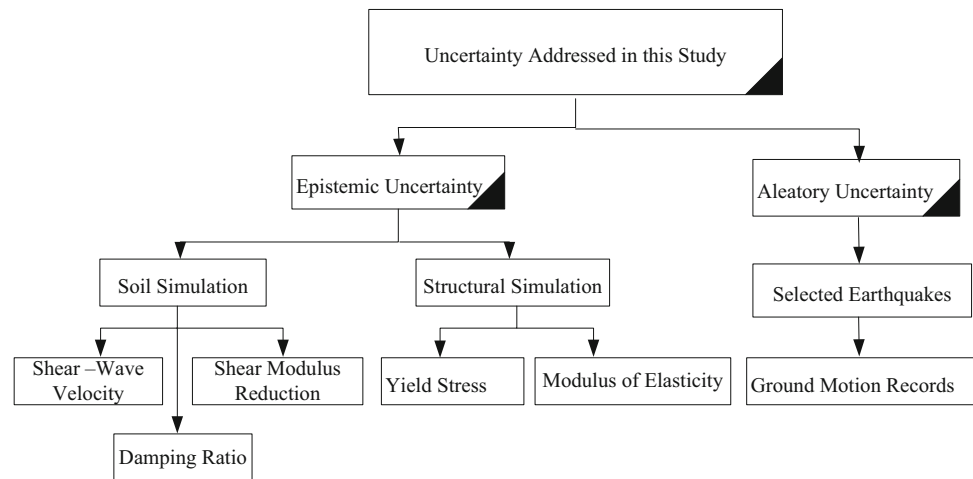 Uncertainty Addressed in this Study
Epistemic Uncertainty
Aleatory Uncertainty
Soil Simulation
Structural Simulation
Selected Earthquakes
Shear –Wave
Velocity
Shear Modulus
Reduction
Yield Stress
Modulus of Elasticity
Ground Motion Records
Damping Ratio